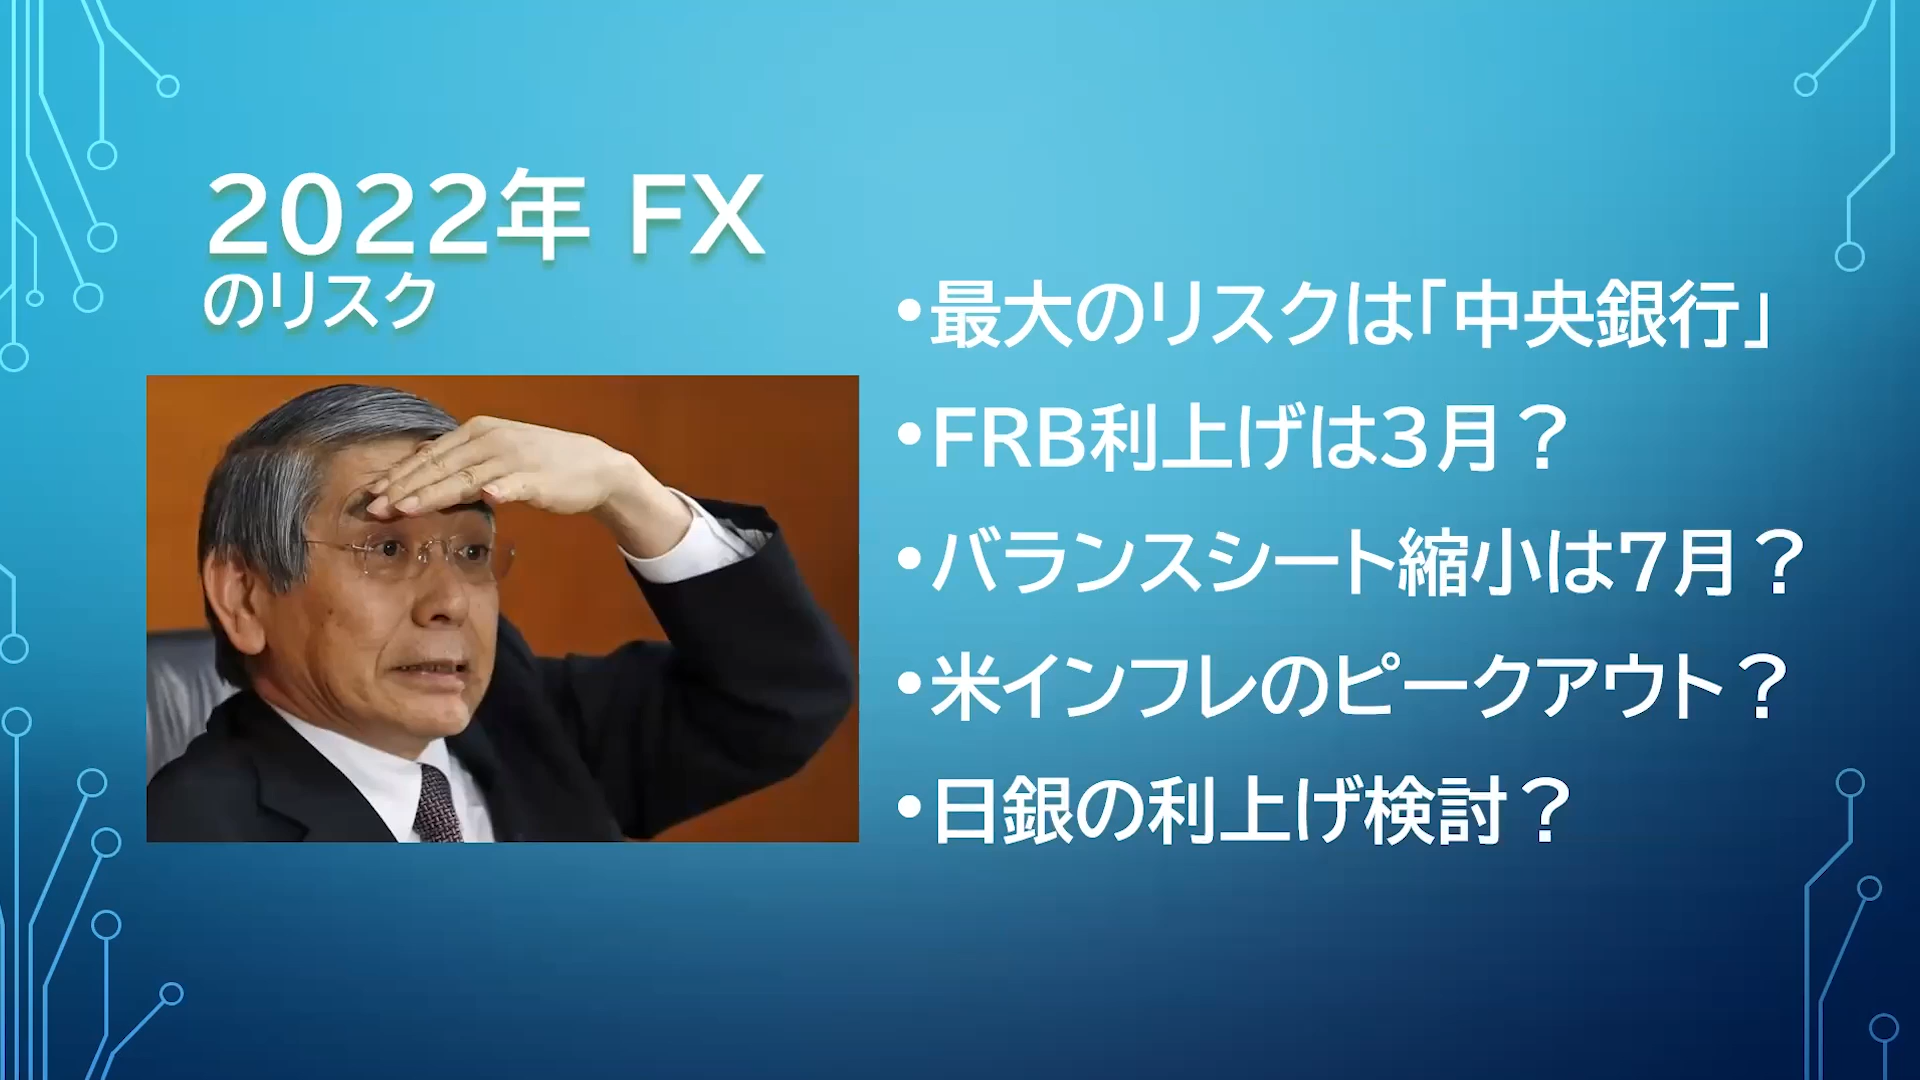 2022年 FX
のリスク
•最大のリスクは「中央銀行」
•FRB利上げは3月？
•バランスシート縮小は7月？
•米インフレのピークアウト？
•日銀の利上げ検討？